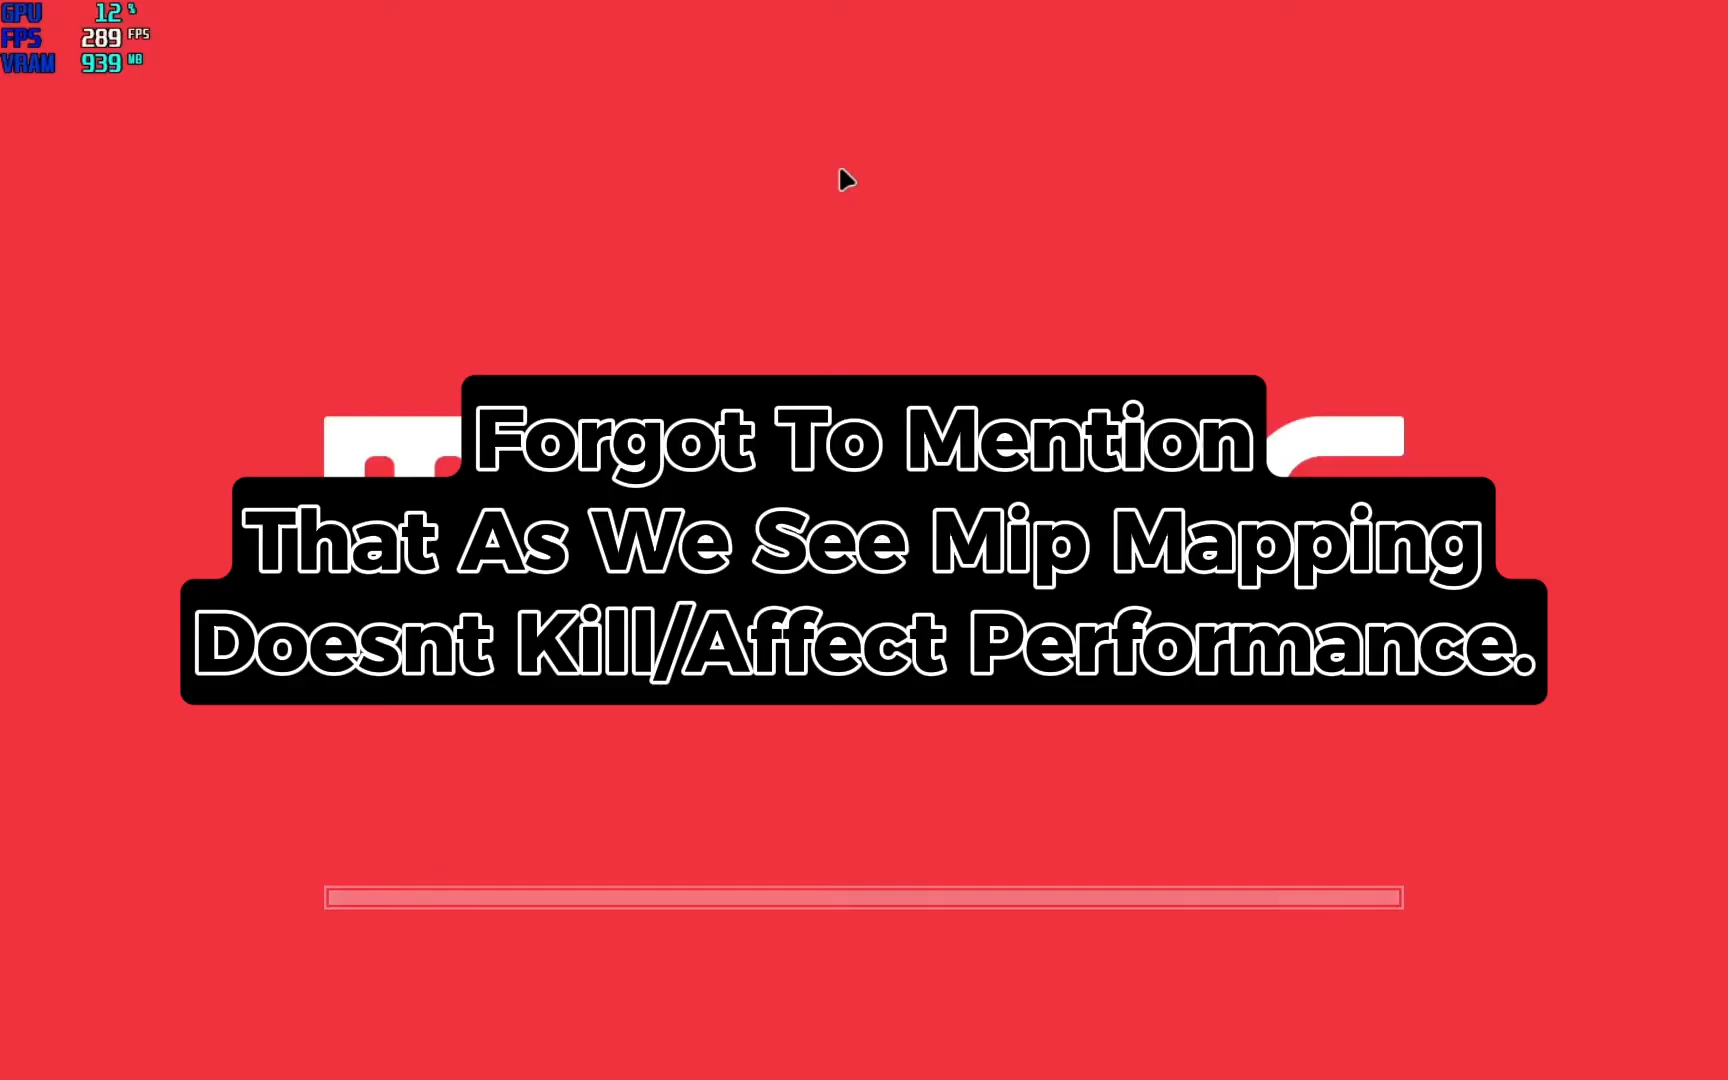 GPU 12 %
FPS 289 FPS
VRAM 939 MB
Forgot To Mention
That As We See Mip Mapping
Doesnt Kill/Affect Performance.